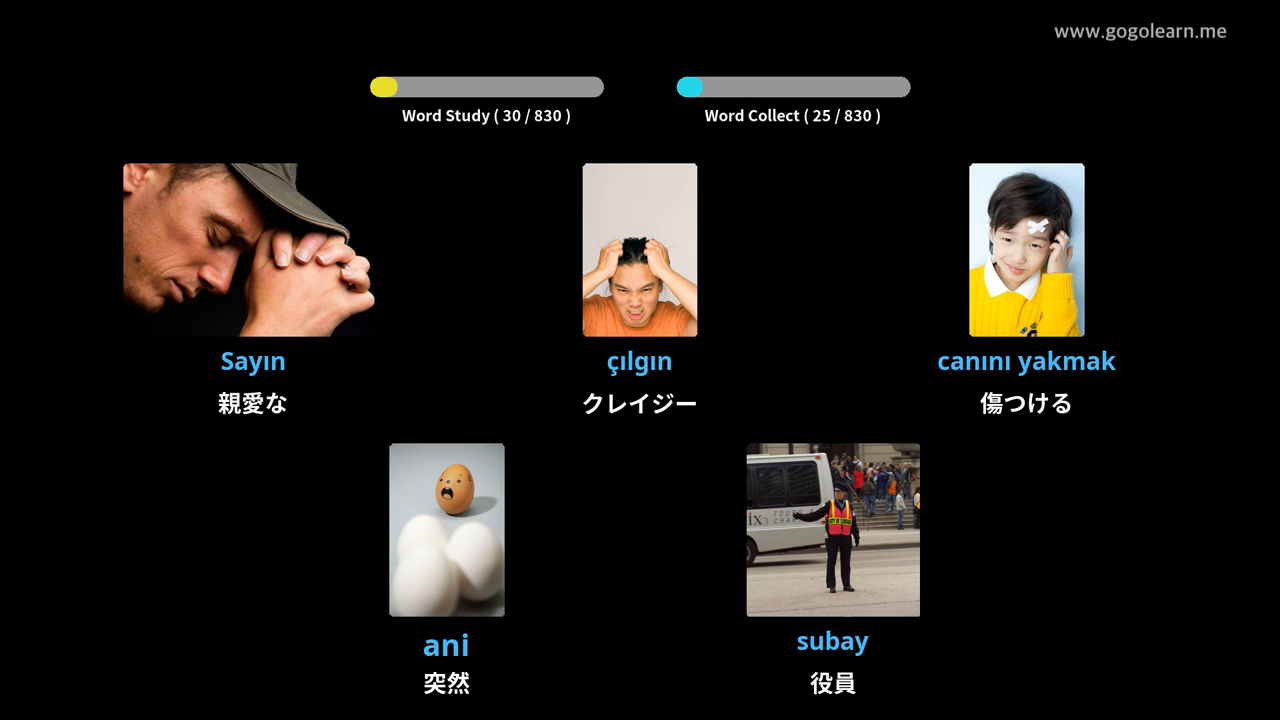 www.gogolearn.me
Word Study ( 30 / 830 )
Word Collect ( 25 / 830 )
Sayın
親愛な
çılgın
クレイジー
canını yakmak
傷つける
ani
突然
subay
役員